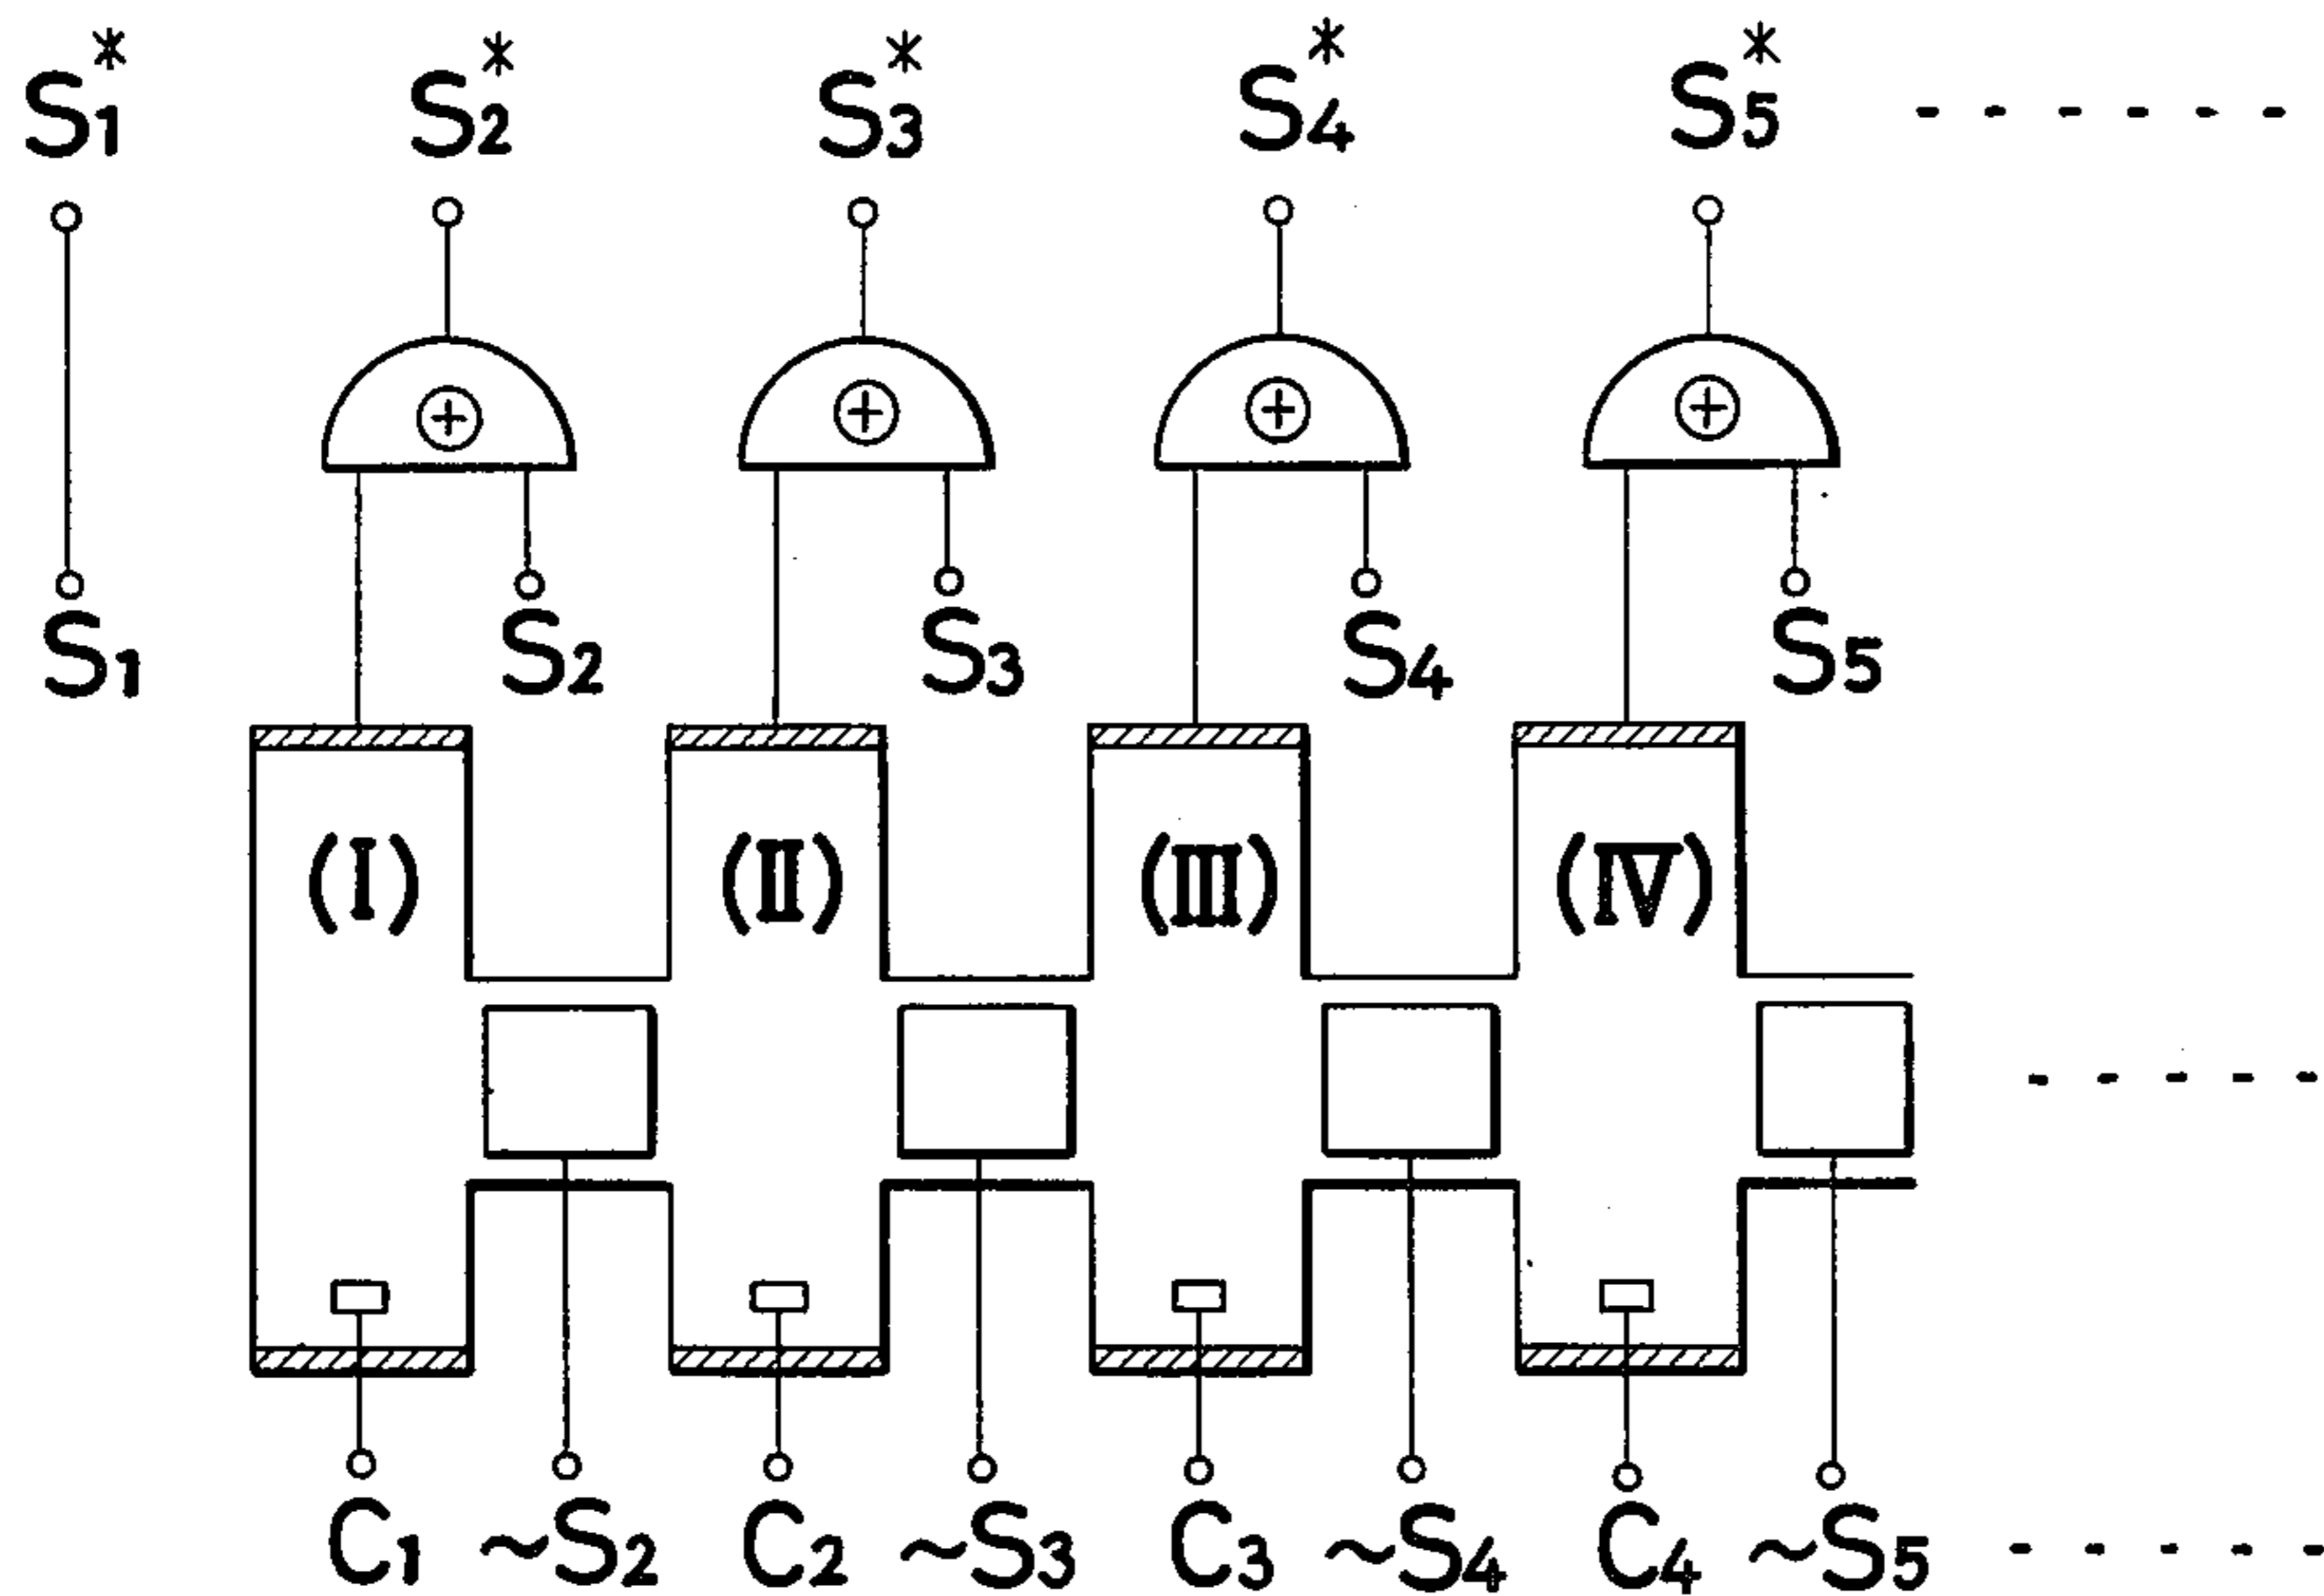 S1* S2* S3* S4* S5* - - - - - -
+ + + +
S1 S2 S3 S4 S5
(I) (II) (III) (IV)
- - - - -
C1 ~S2 C2 ~S3 C3 ~S4 C4 ~S5 - - - - -